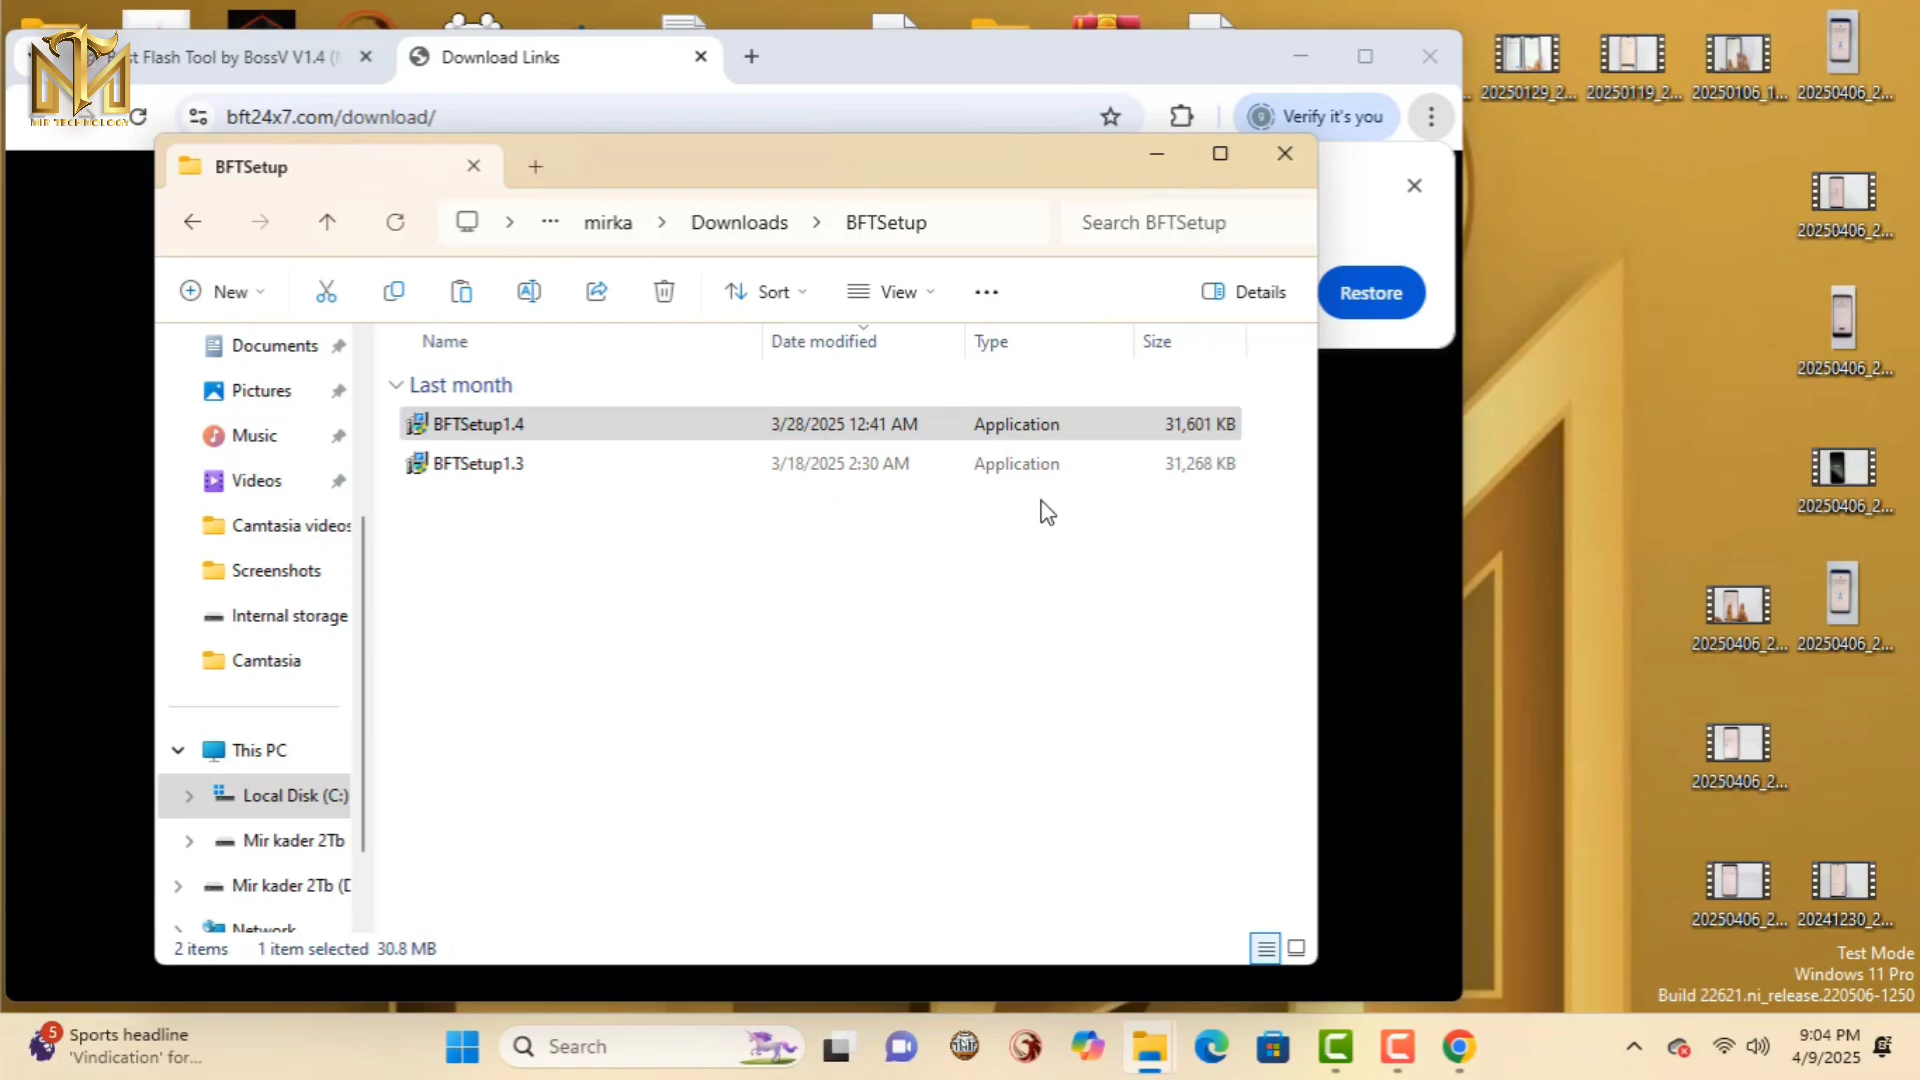 st Flash Tool by BossV V1.4 (
Download Links
MIR TECHNOLOGY
bft24x7.com/download/
Verify it's you
BFTSetup
mirka
Downloads
BFTSetup
Search BFTSetup
New
Sort
View
Details
Restore
Name
Date modified
Type
Size
Last month
BFTSetup1.4
3/28/2025 12:41 AM
Application
31,601 KB
BFTSetup1.3
3/18/2025 2:30 AM
Application
31,268 KB
Documents
Pictures
Music
Videos
Camtasia videos
Screenshots
Internal storage
Camtasia
This PC
Local Disk (C:)
Mir kader 2Tb
Mir kader 2Tb (D
Network
2 items
1 item selected 30.8 MB
20250129_2...
20250119_2...
20250106_1...
20250406_2...
20250406_2...
20250406_2...
20250406_2...
20250406_2...
20250406_2...
20250406_2...
20250406_2...
20241230_2...
Test Mode
Windows 11 Pro
Build 22621.ni_release.220506-1250
5
Sports headline
'Vindication' for...
Search
9:04 PM
4/9/2025